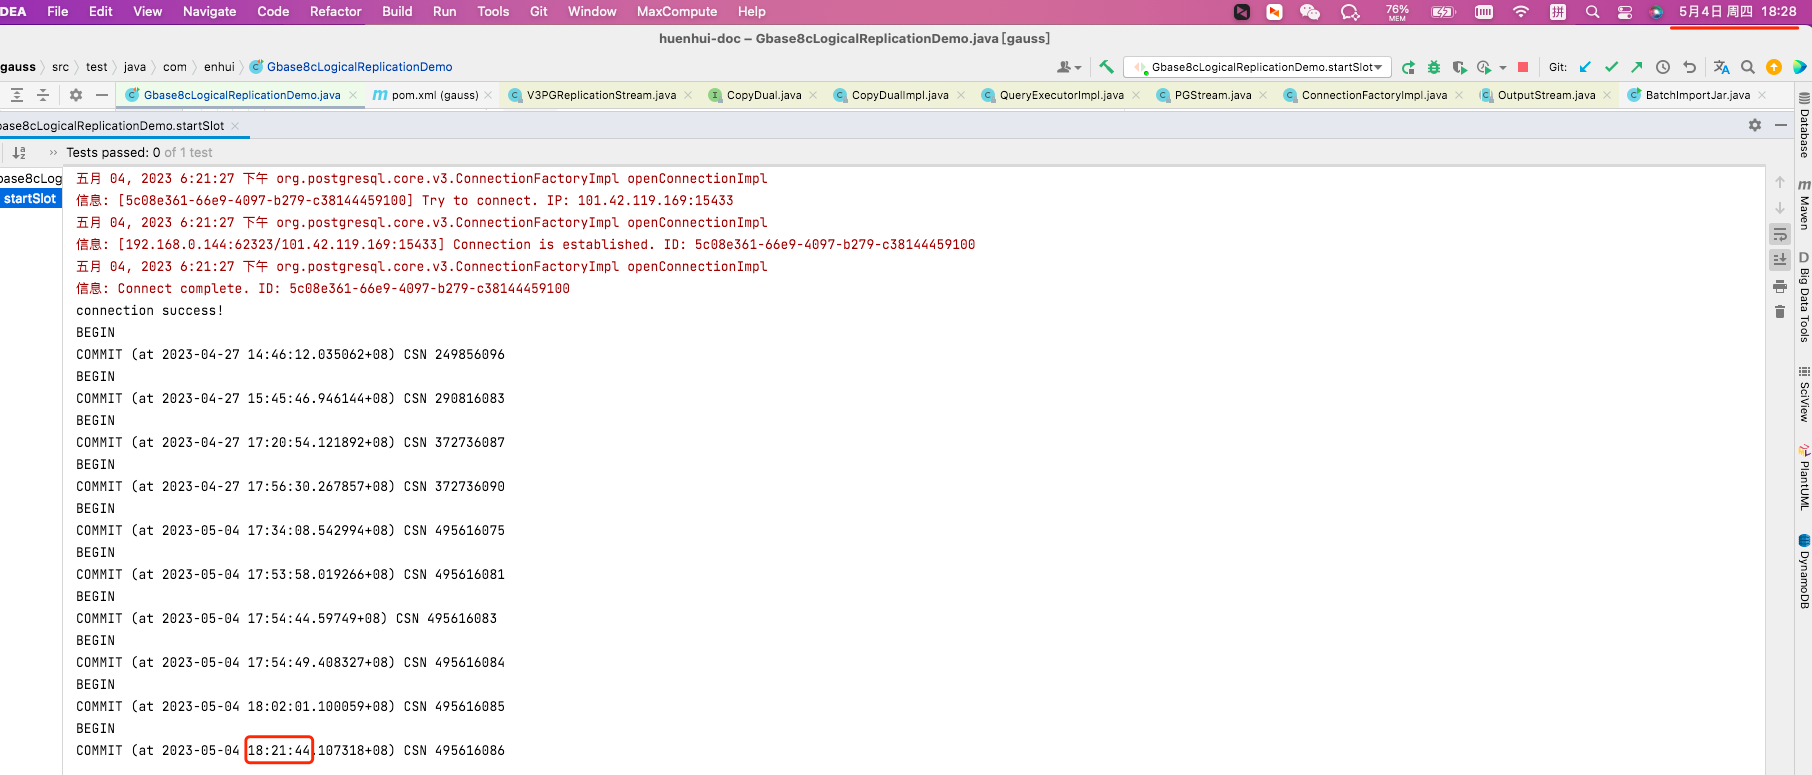 DEA File Edit View Navigate Code Refactor Build Run Tools Git Window MaxCompute Help 76% MEM 拼 5月4日 周四 18:28
huenhui-doc – Gbase8cLogicalReplicationDemo.java [gauss]
gauss src test java com enhui Gbase8cLogicalReplicationDemo Gbase8cLogicalReplicationDemo.startSlot Git:
Gbase8cLogicalReplicationDemo.java pom.xml (gauss) V3PGReplicationStream.java CopyDual.java CopyDualImpl.java QueryExecutorImpl.java PGStream.java ConnectionFactoryImpl.java OutputStream.java BatchImportJar.java
base8cLogicalReplicationDemo.startSlot
Tests passed: 0 of 1 test
base8cLog
startSlot
五月 04, 2023 6:21:27 下午 org.postgresql.core.v3.ConnectionFactoryImpl openConnectionImpl
信息: [5c08e361-66e9-4097-b279-c38144459100] Try to connect. IP: 101.42.119.169:15433
五月 04, 2023 6:21:27 下午 org.postgresql.core.v3.ConnectionFactoryImpl openConnectionImpl
信息: [192.168.0.144:62323/101.42.119.169:15433] Connection is established. ID: 5c08e361-66e9-4097-b279-c38144459100
五月 04, 2023 6:21:27 下午 org.postgresql.core.v3.ConnectionFactoryImpl openConnectionImpl
信息: Connect complete. ID: 5c08e361-66e9-4097-b279-c38144459100
connection success!
BEGIN
COMMIT (at 2023-04-27 14:46:12.035062+08) CSN 249856096
BEGIN
COMMIT (at 2023-04-27 15:45:46.946144+08) CSN 290816083
BEGIN
COMMIT (at 2023-04-27 17:20:54.121892+08) CSN 372736087
BEGIN
COMMIT (at 2023-04-27 17:56:30.267857+08) CSN 372736090
BEGIN
COMMIT (at 2023-05-04 17:34:08.542994+08) CSN 495616075
BEGIN
COMMIT (at 2023-05-04 17:53:58.019266+08) CSN 495616081
BEGIN
COMMIT (at 2023-05-04 17:54:44.59749+08) CSN 495616083
BEGIN
COMMIT (at 2023-05-04 17:54:49.408327+08) CSN 495616084
BEGIN
COMMIT (at 2023-05-04 18:02:01.100059+08) CSN 495616085
BEGIN
COMMIT (at 2023-05-04 18:21:44.107318+08) CSN 495616086
Database
Maven
Big Data Tools
SciView
PlantUML
DynamoDB